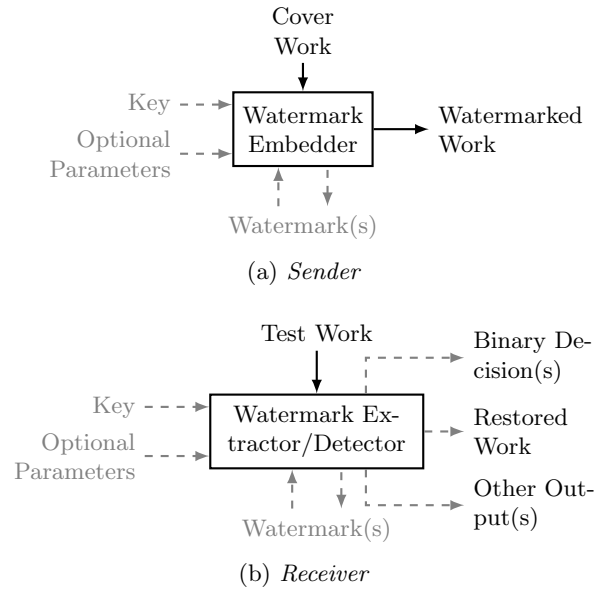 Cover
Work
Key
Watermark
Embedder
Watermarked
Work
Optional
Parameters
Watermark(s)
(a) Sender
Test Work
Binary De-
cision(s)
Key
Watermark Ex-
tractor/Detector
Restored
Work
Optional
Parameters
Other Out-
put(s)
Watermark(s)
(b) Receiver